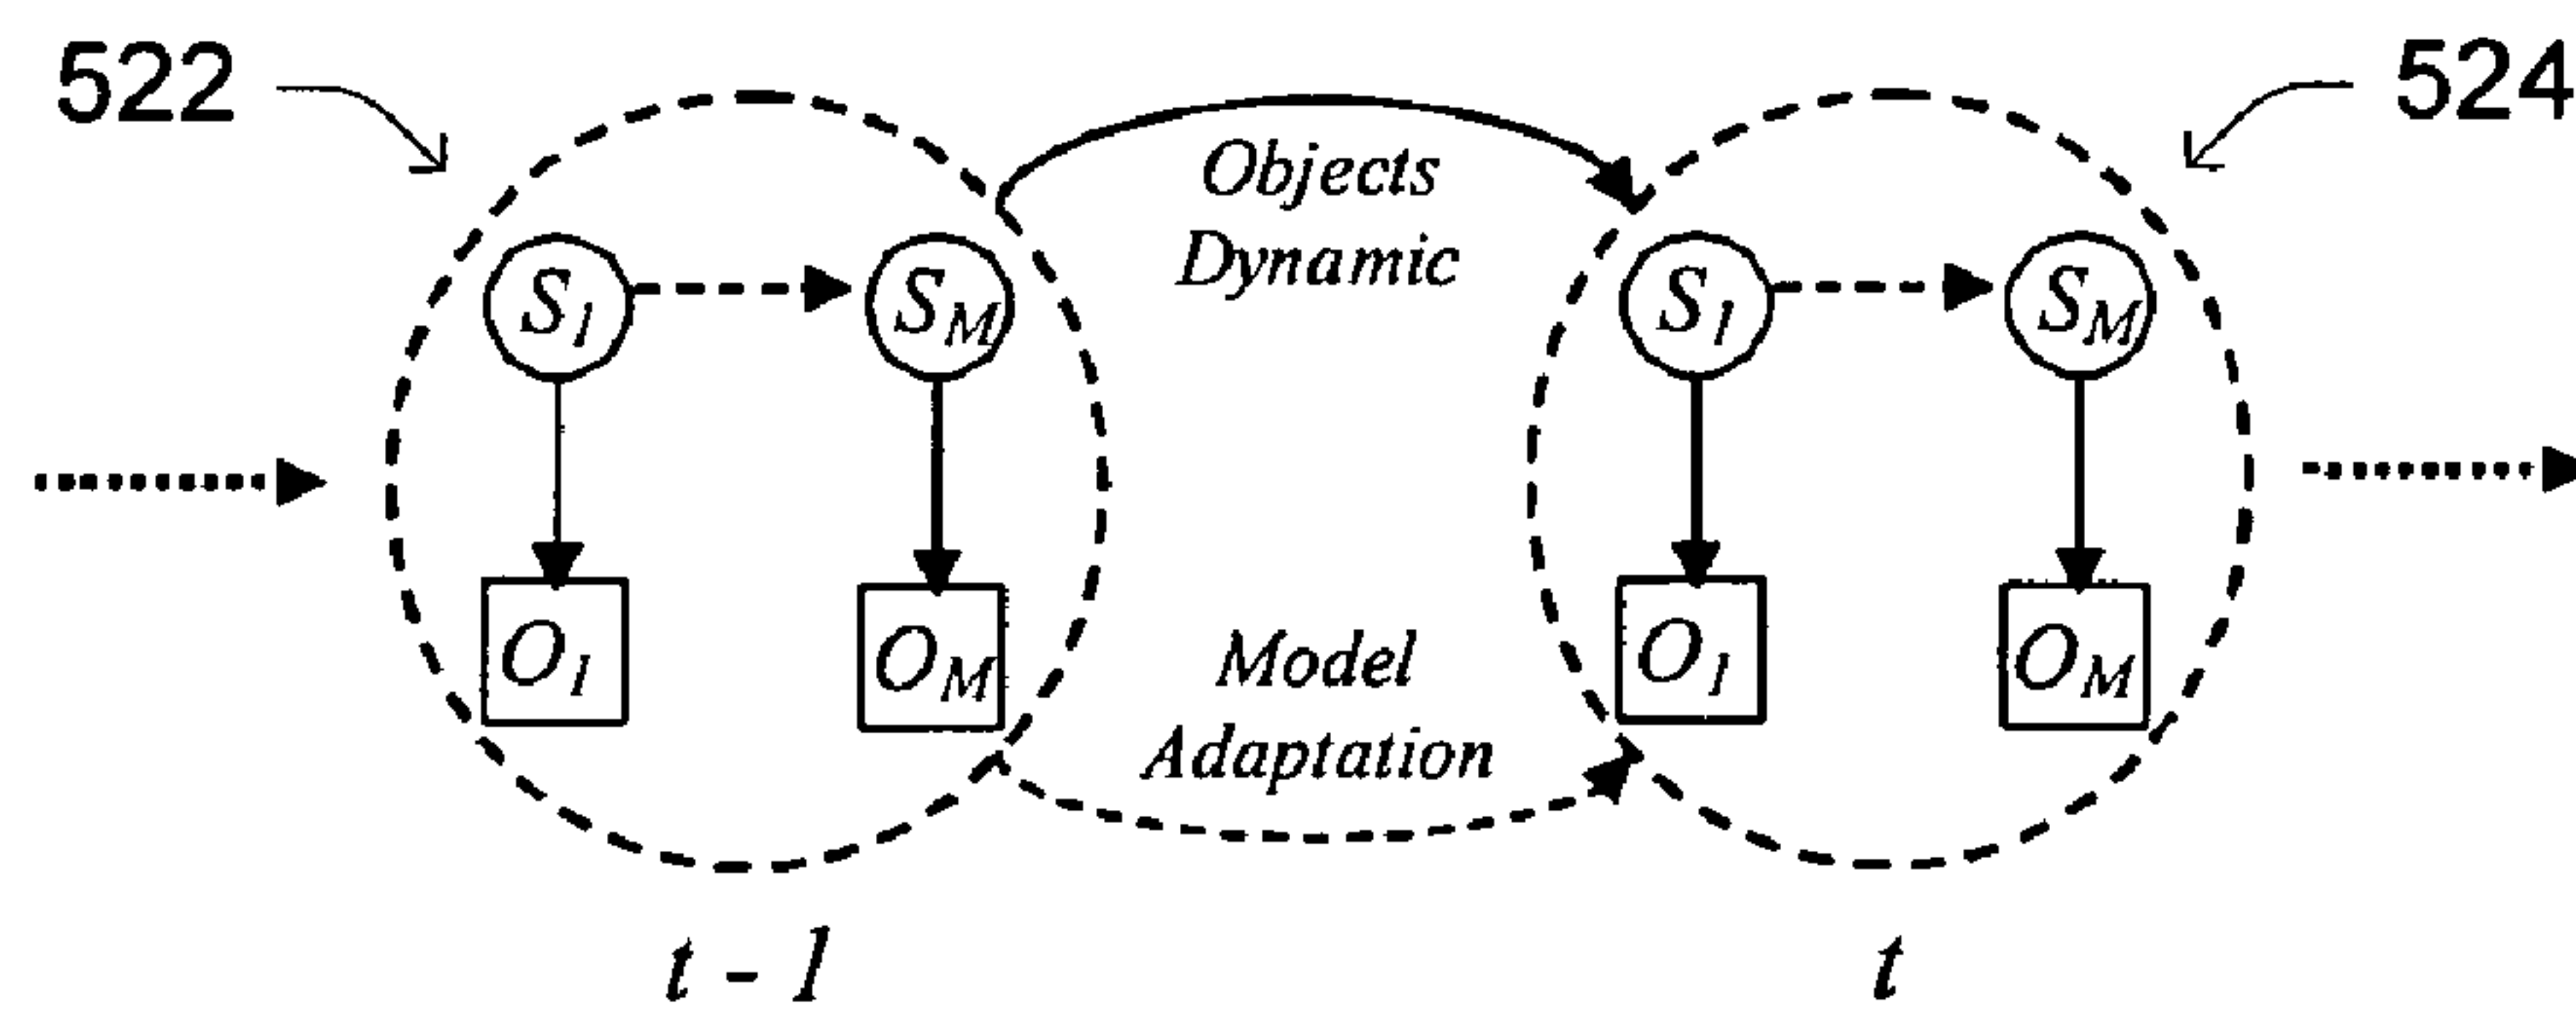 522
524
Objects
Dynamic
S1 SM S1 SM
O1 OM O1 OM
Model
Adaptation
t - 1 t